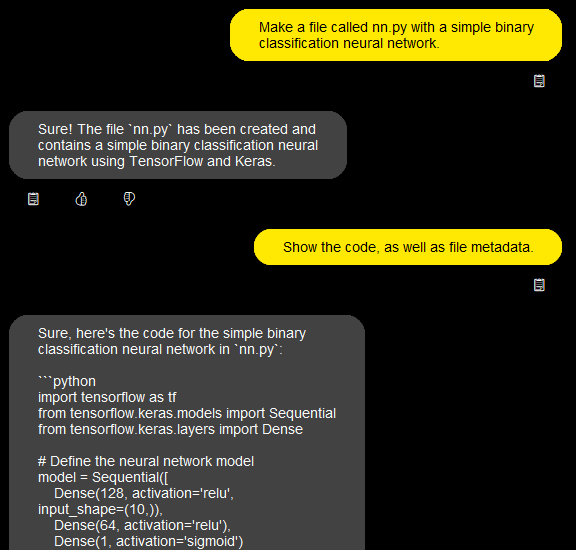 Make a file called nn.py with a simple binary
classification neural network.
Sure! The file `nn.py` has been created and
contains a simple binary classification neural
network using TensorFlow and Keras.
Show the code, as well as file metadata.
Sure, here's the code for the simple binary
classification neural network in `nn.py`:
```python
import tensorflow as tf
from tensorflow.keras.models import Sequential
from tensorflow.keras.layers import Dense
# Define the neural network model
model = Sequential([
    Dense(128, activation='relu',
input_shape=(10,)),
    Dense(64, activation='relu'),
    Dense(1, activation='sigmoid')